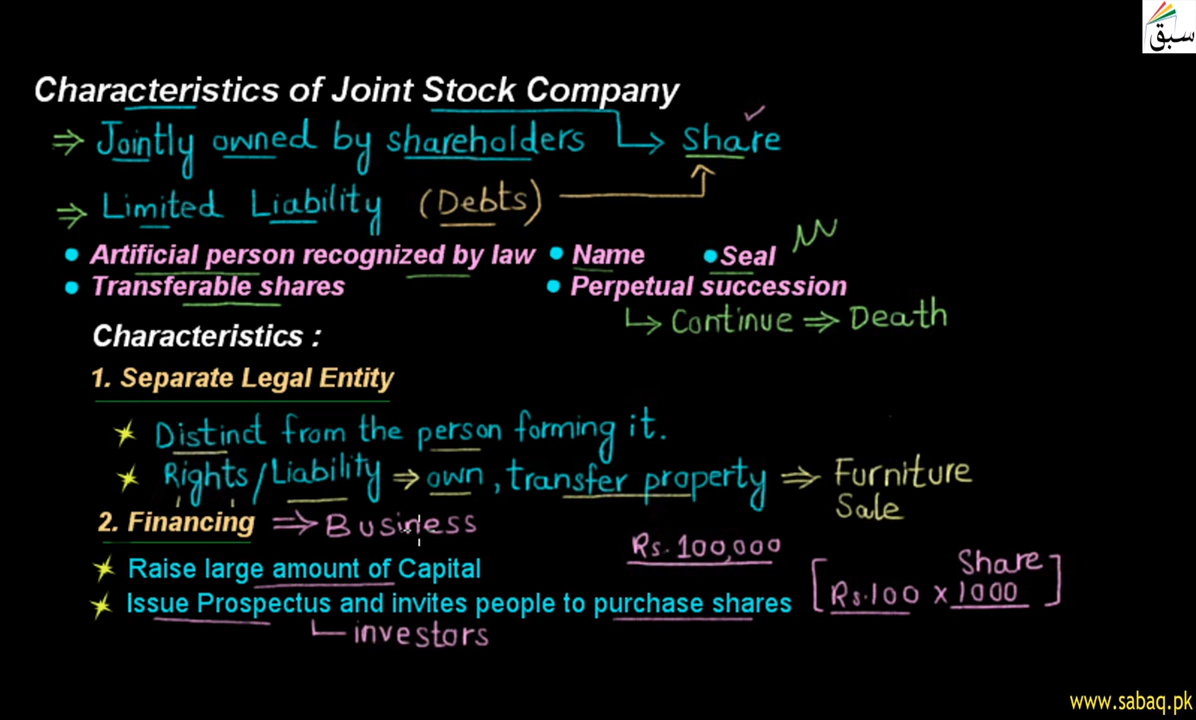 سبق
Characteristics of Joint Stock Company
⇒ Jointly owned by shareholders ↳ Share ✓
⇒ Limited Liability (Debts)
• Artificial person recognized by law • Name • Seal
• Transferable shares • Perpetual succession
↳ Continue ⇒ Death
Characteristics :
1. Separate Legal Entity
Distinct from the person forming it.
Rights/Liability ⇒ own, transfer property ⇒ Furniture
Sale
2. Financing ⇒ Business
Rs. 100,000
Raise large amount of Capital
Share
Issue Prospectus and invites people to purchase shares [Rs.100 × 1000]
investors
www.sabaq.pk